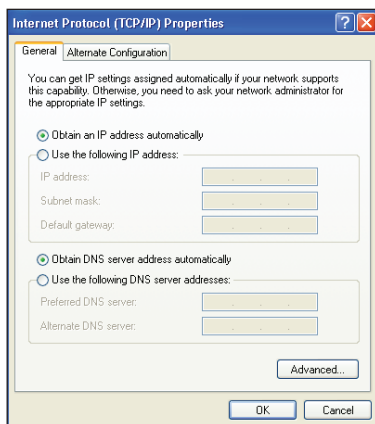 Internet Protocol (TCP/IP) Properties
General Alternate Configuration
You can get IP settings assigned automatically if your network supports
this capability. Otherwise, you need to ask your network administrator for
the appropriate IP settings.
Obtain an IP address automatically
Use the following IP address:
IP address:
Subnet mask:
Default gateway:
Obtain DNS server address automatically
Use the following DNS server addresses:
Preferred DNS server:
Alternate DNS server:
Advanced...
OK Cancel